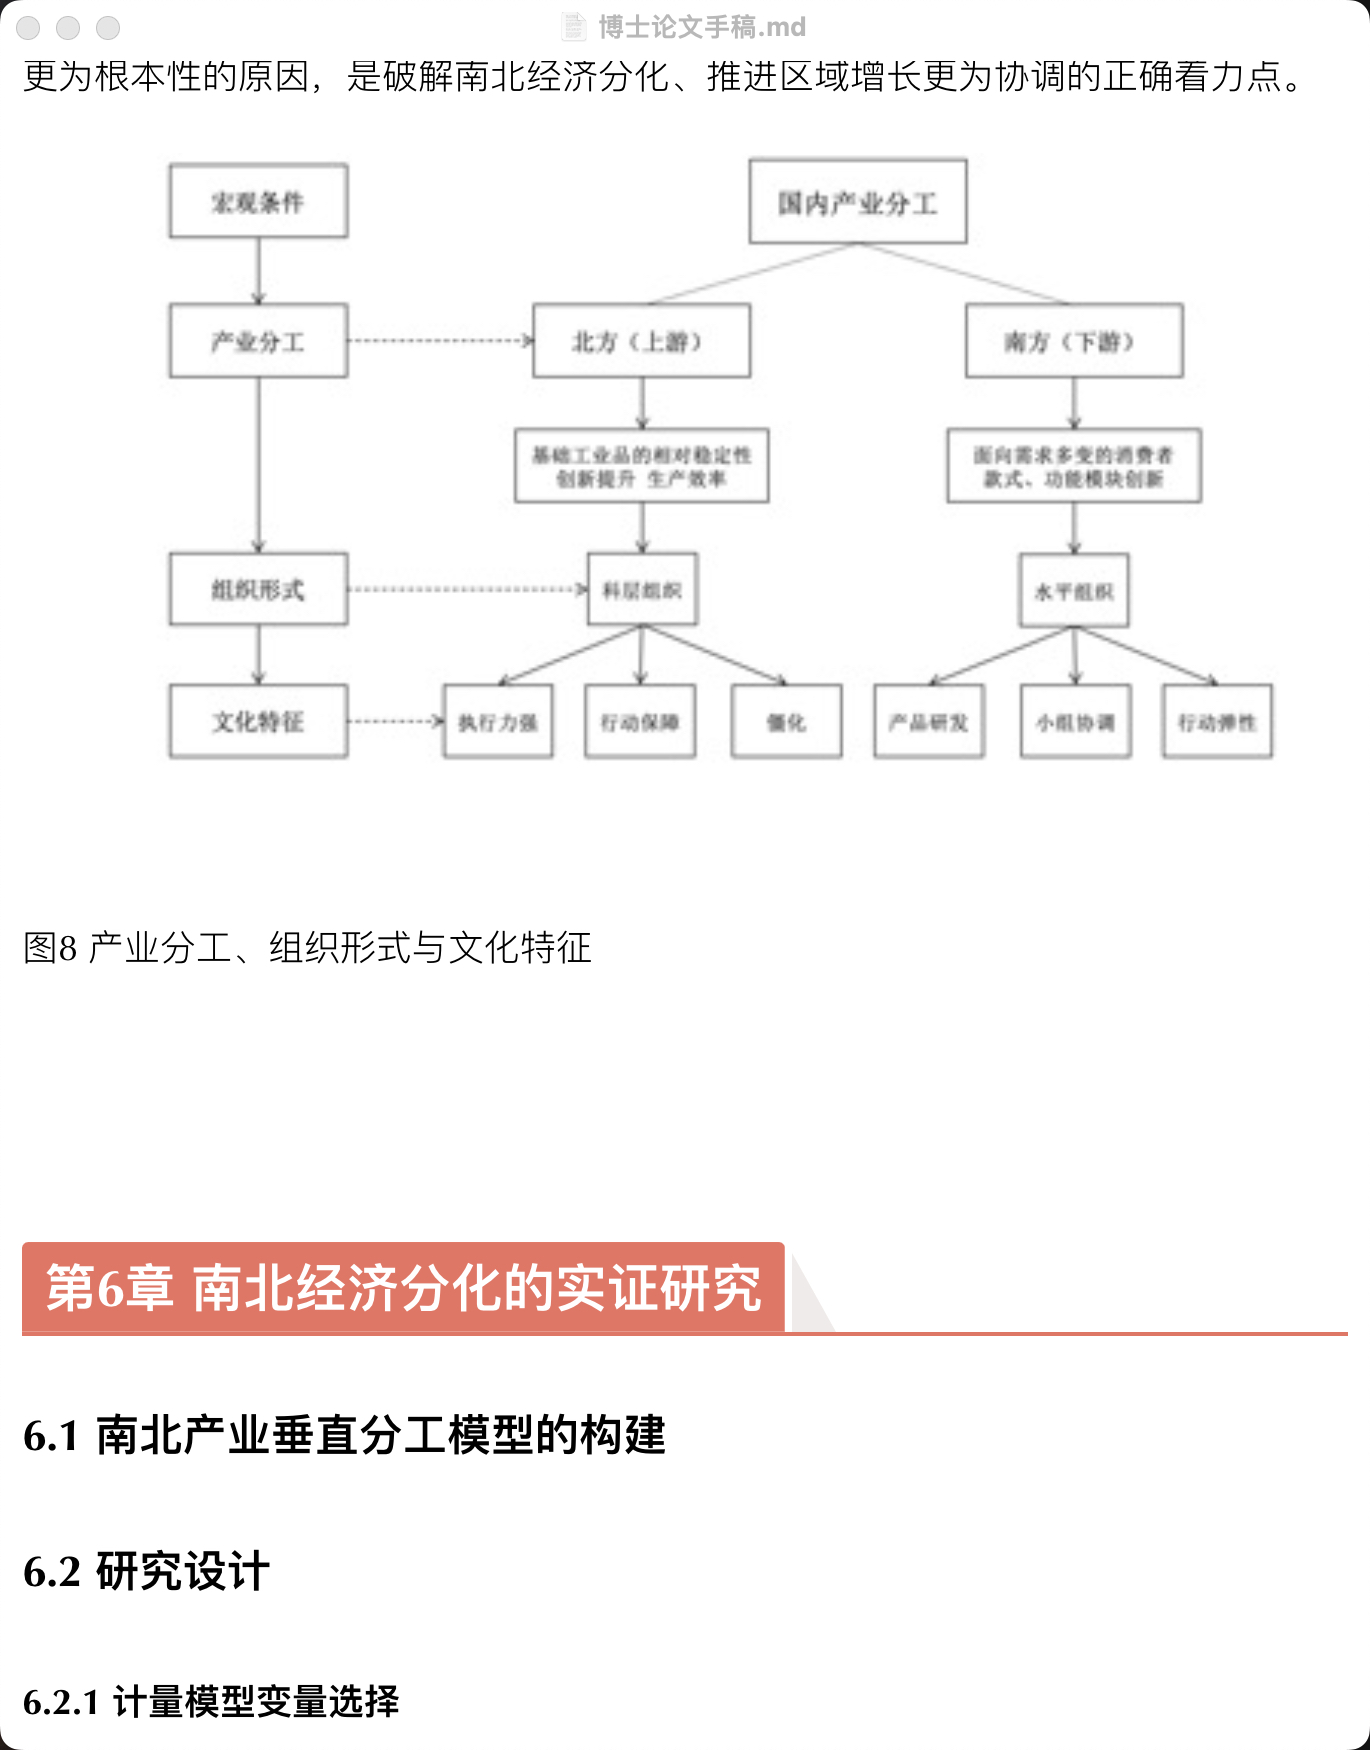 博士论文手稿.md
更为根本性的原因，是破解南北经济分化、推进区域增长更为协调的正确着力点。
宏观条件
国内产业分工
产业分工
北方（上游）
南方（下游）
基础工业品的相对稳定性
创新提升 生产效率
面向需求多变的消费者
款式、功能模块创新
组织形式
科层组织
水平组织
文化特征
执行力强
行动保障
僵化
产品研发
小组协调
行动弹性
图8 产业分工、组织形式与文化特征
第6章 南北经济分化的实证研究
6.1 南北产业垂直分工模型的构建
6.2 研究设计
6.2.1 计量模型变量选择